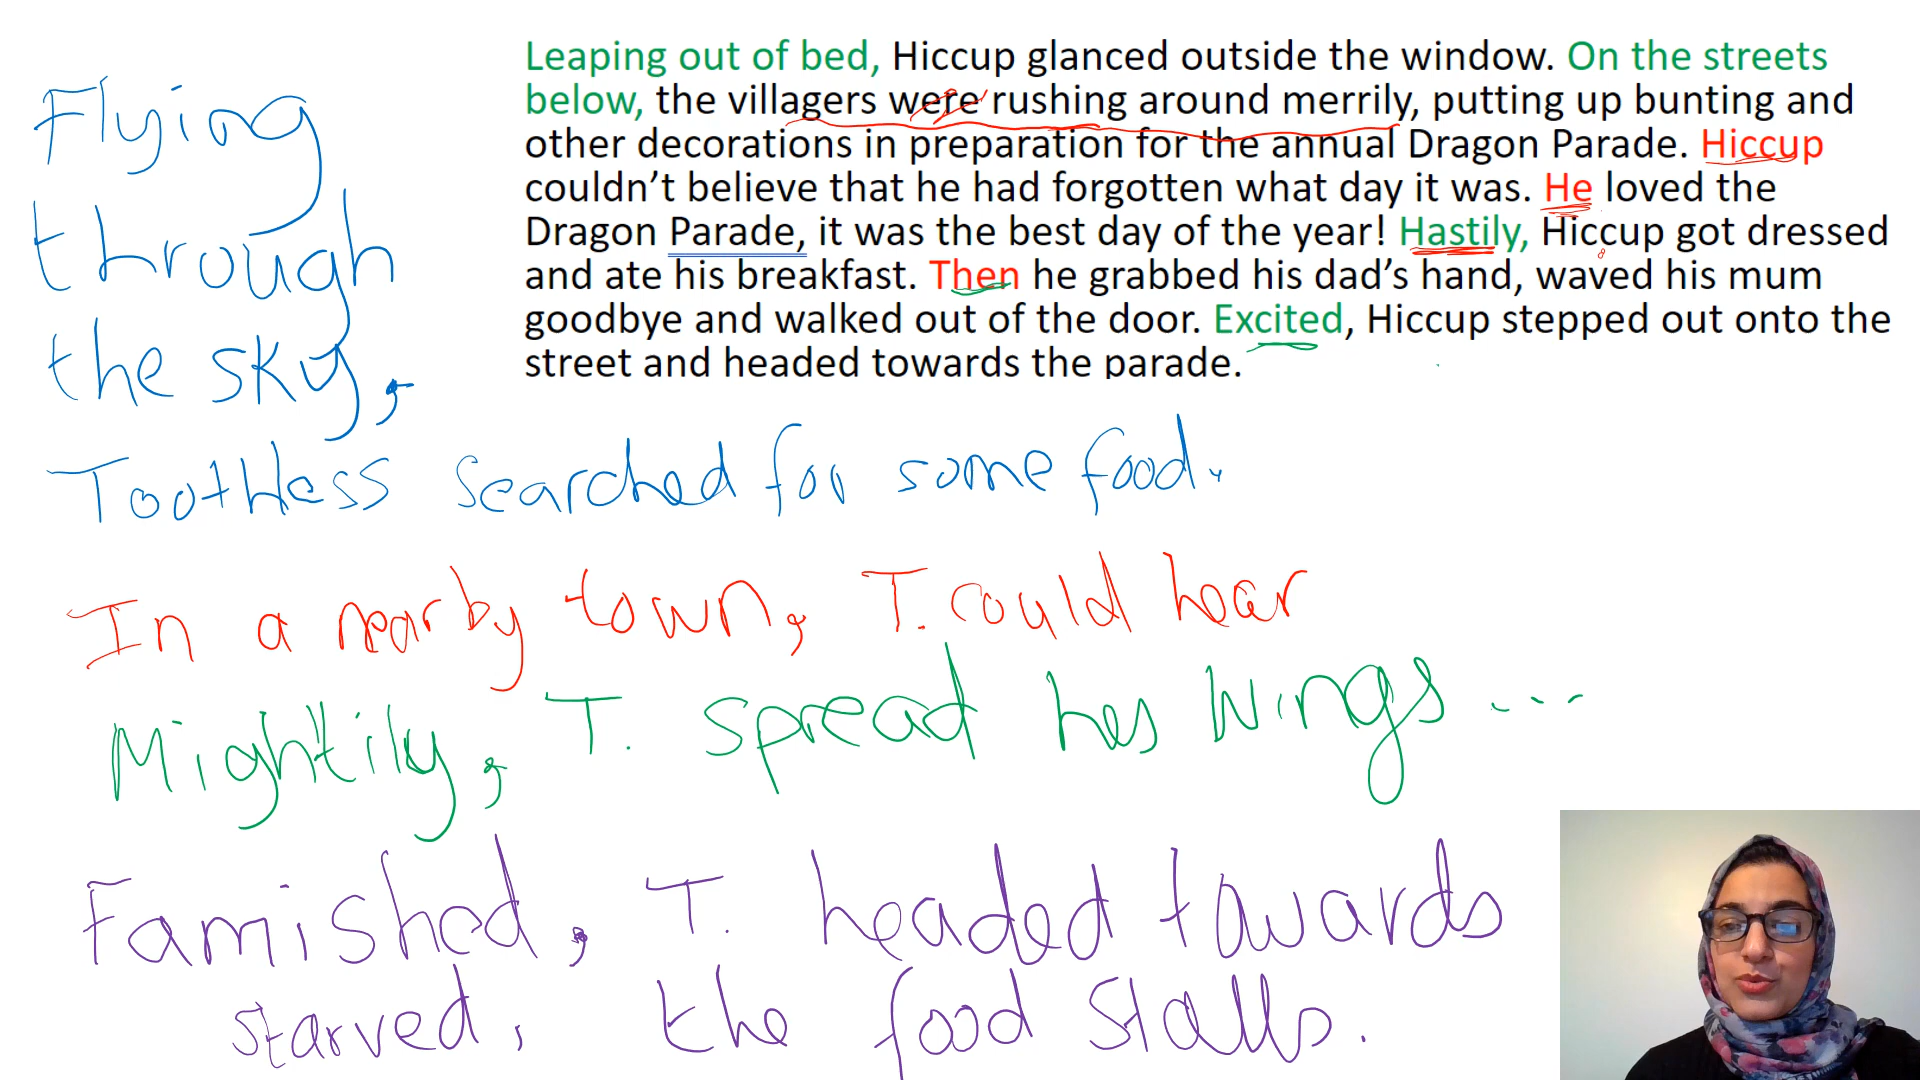 Leaping out of bed, Hiccup glanced outside the window. On the streets
below, the villagers were rushing around merrily, putting up bunting and
other decorations in preparation for the annual Dragon Parade. Hiccup
couldn’t believe that he had forgotten what day it was. He loved the
Dragon Parade, it was the best day of the year! Hastily, Hiccup got dressed
and ate his breakfast. Then he grabbed his dad’s hand, waved his mum
goodbye and walked out of the door. Excited, Hiccup stepped out onto the
street and headed towards the parade.
Flying
through
the sky,
Toothless searched for some food.
In a nearby town, T. could hear
Mightily, T. spread his wings ...
Famished, T. headed towards
starved, the food stalls.